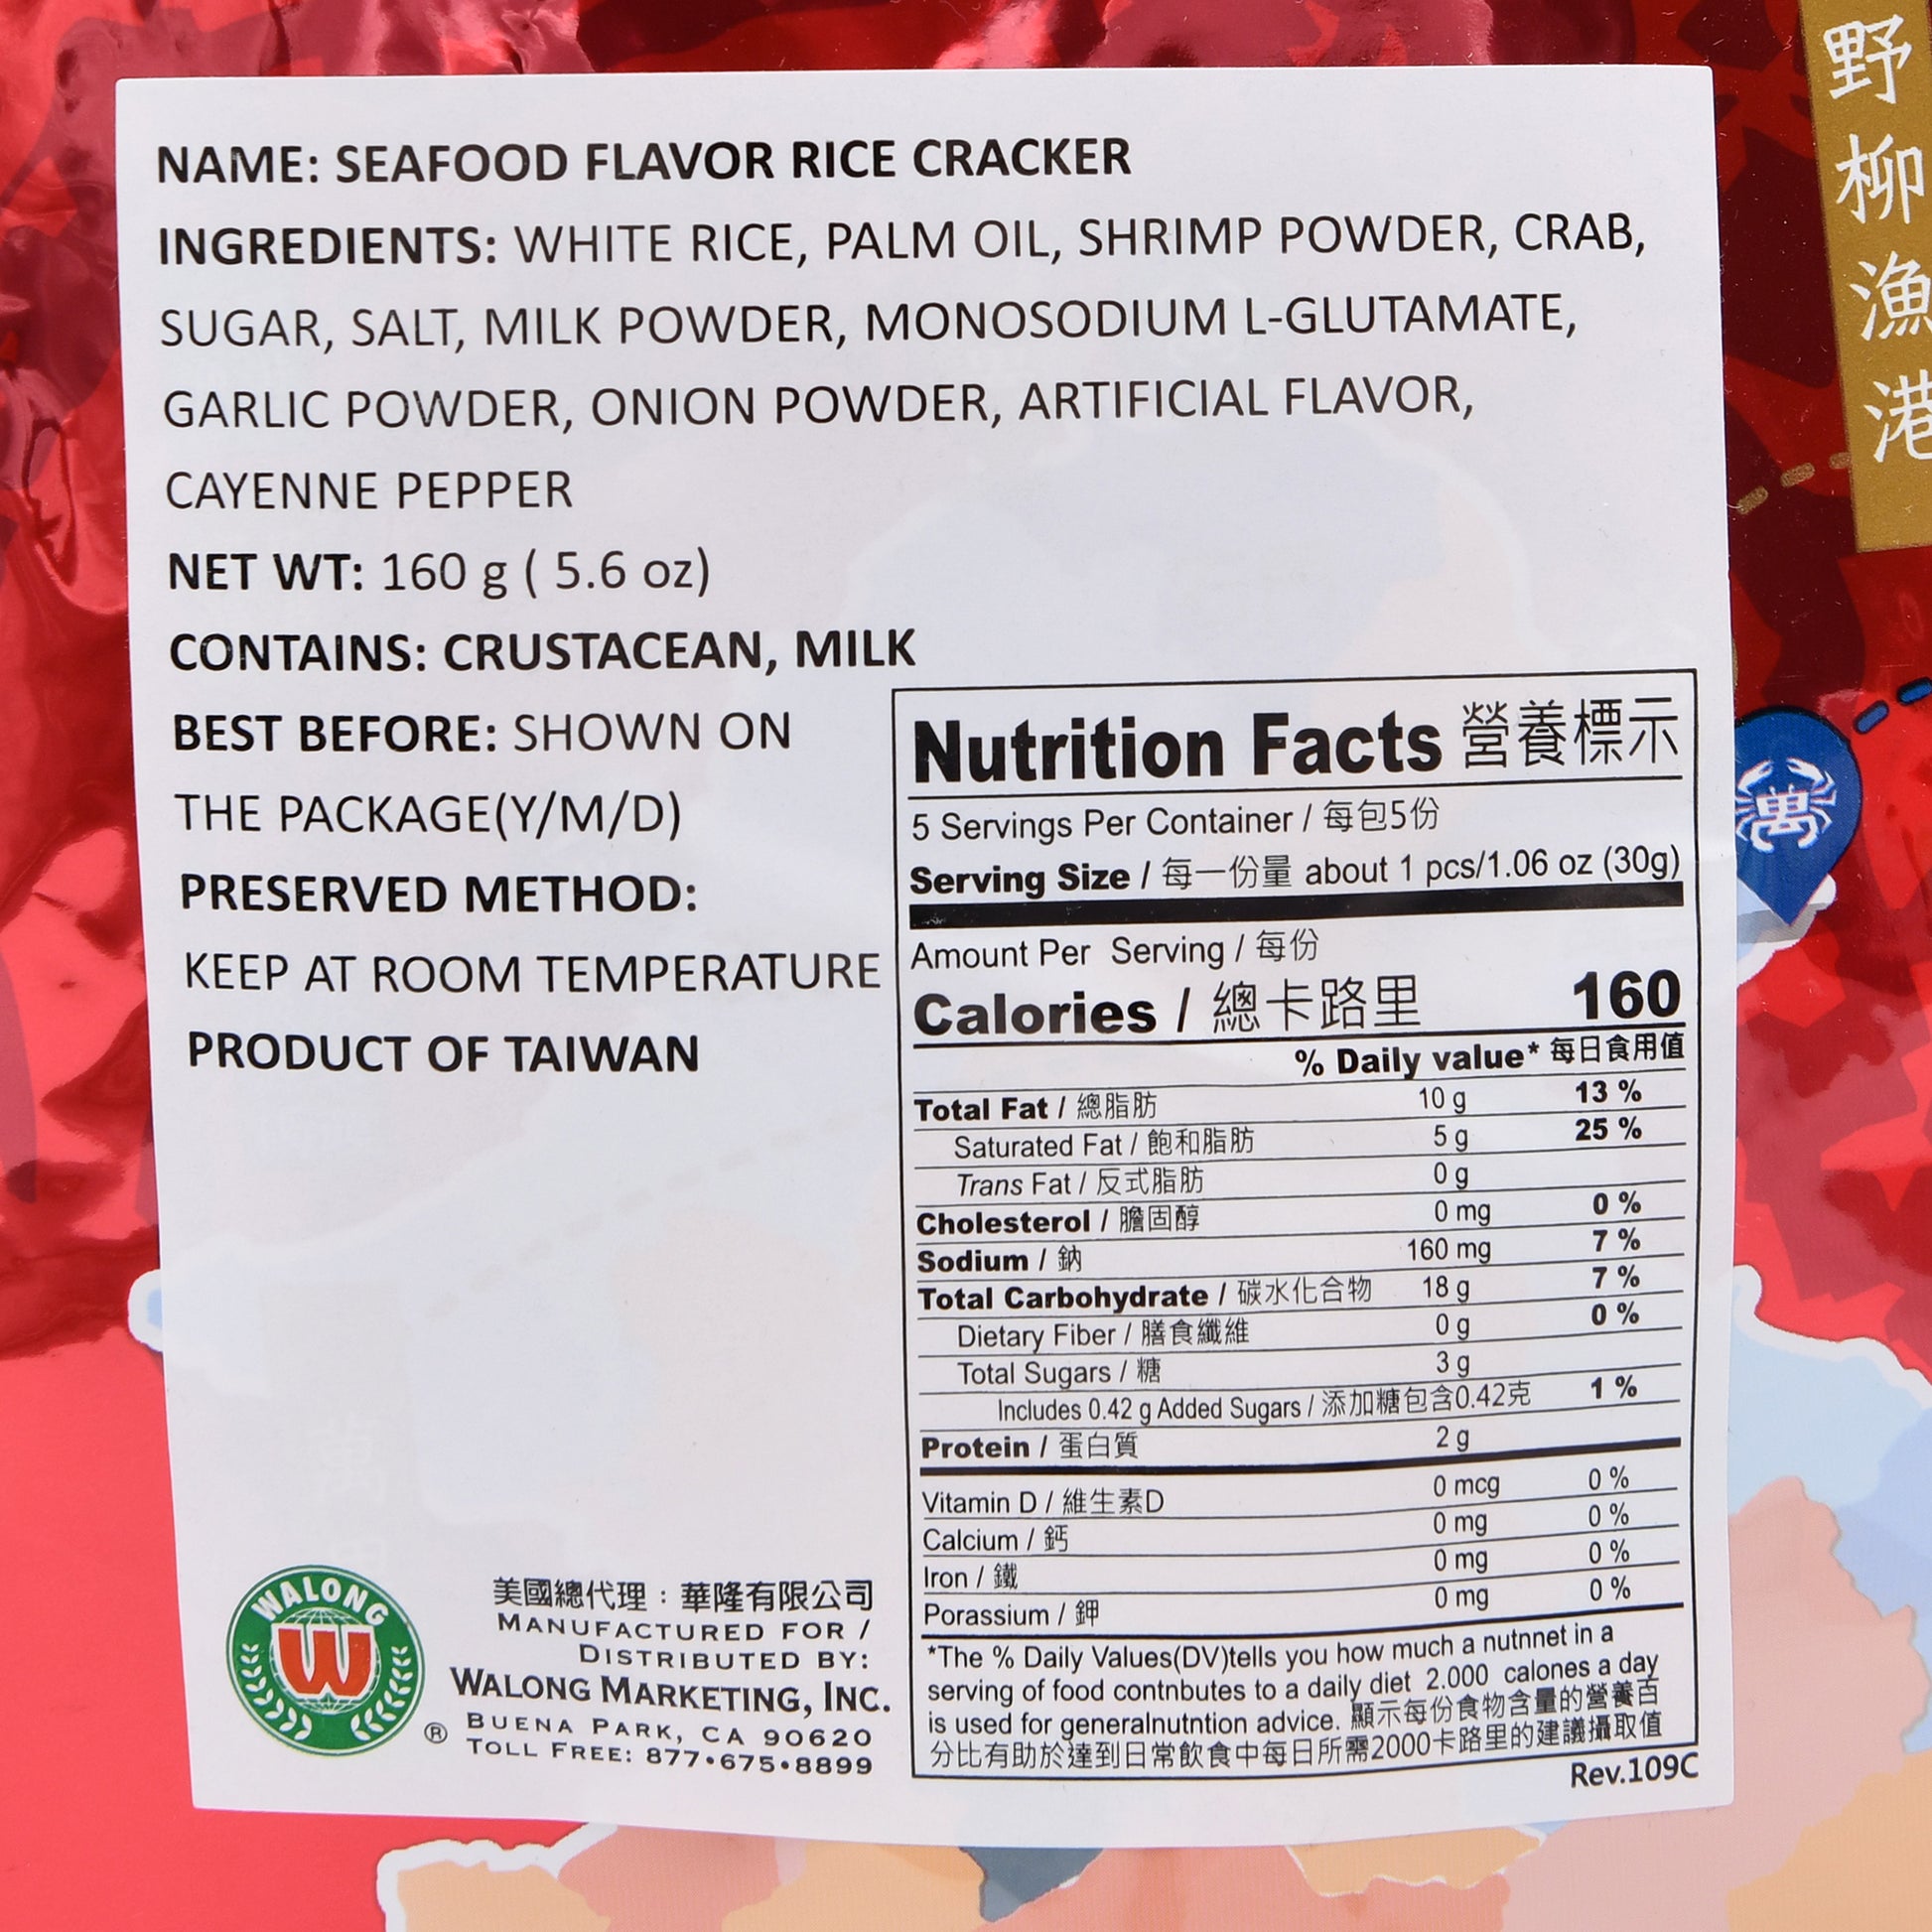 野柳漁港
NAME: SEAFOOD FLAVOR RICE CRACKER
INGREDIENTS: WHITE RICE, PALM OIL, SHRIMP POWDER, CRAB,
SUGAR, SALT, MILK POWDER, MONOSODIUM L-GLUTAMATE,
GARLIC POWDER, ONION POWDER, ARTIFICIAL FLAVOR,
CAYENNE PEPPER
NET WT: 160 g ( 5.6 oz)
CONTAINS: CRUSTACEAN, MILK
BEST BEFORE: SHOWN ON
THE PACKAGE(Y/M/D)
PRESERVED METHOD:
KEEP AT ROOM TEMPERATURE
PRODUCT OF TAIWAN
Nutrition Facts 營養標示
5 Servings Per Container / 每包5份
Serving Size / 每一份量 about 1 pcs/1.06 oz (30g)
Amount Per Serving / 每份
Calories / 總卡路里 160
% Daily value* 每日食用值
Total Fat / 總脂肪 10 g 13 %
Saturated Fat / 飽和脂肪 5 g 25 %
Trans Fat / 反式脂肪 0 g
Cholesterol / 膽固醇 0 mg 0 %
Sodium / 鈉 160 mg 7 %
Total Carbohydrate / 碳水化合物 18 g 7 %
Dietary Fiber / 膳食纖維 0 g 0 %
Total Sugars / 糖 3 g
Includes 0.42 g Added Sugars / 添加糖包含0.42克 1 %
Protein / 蛋白質 2 g
Vitamin D / 維生素D 0 mcg 0 %
Calcium / 鈣 0 mg 0 %
Iron / 鐵 0 mg 0 %
Porassium / 鉀 0 mg 0 %
*The % Daily Values(DV)tells you how much a nutnnet in a
serving of food contnbutes to a daily diet 2.000 calones a day
is used for generalnutntion advice. 顯示每份食物含量的營養百
分比有助於達到日常飲食中每日所需2000卡路里的建議攝取值
Rev.109C
WALONG
W
®
美國總代理：華隆有限公司
MANUFACTURED FOR /
DISTRIBUTED BY:
WALONG MARKETING, INC.
BUENA PARK, CA 90620
TOLL FREE: 877•675•8899
萬